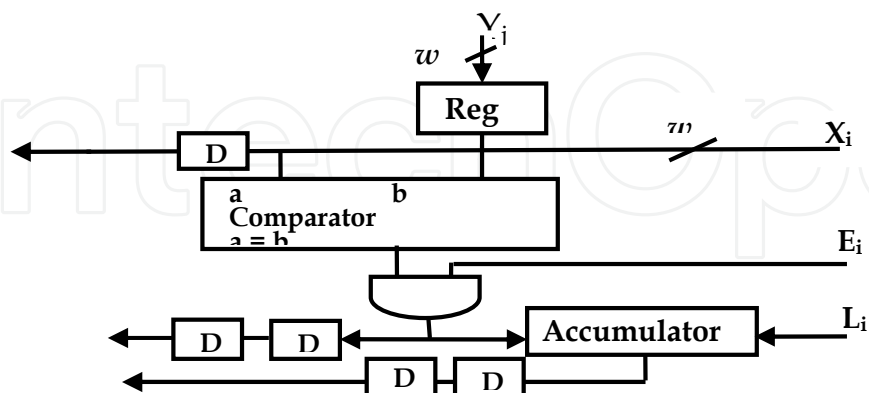 Y j
w
Reg
D
X i
a b
Comparator
a = b
E i
D D
Accumulator
L i
D D